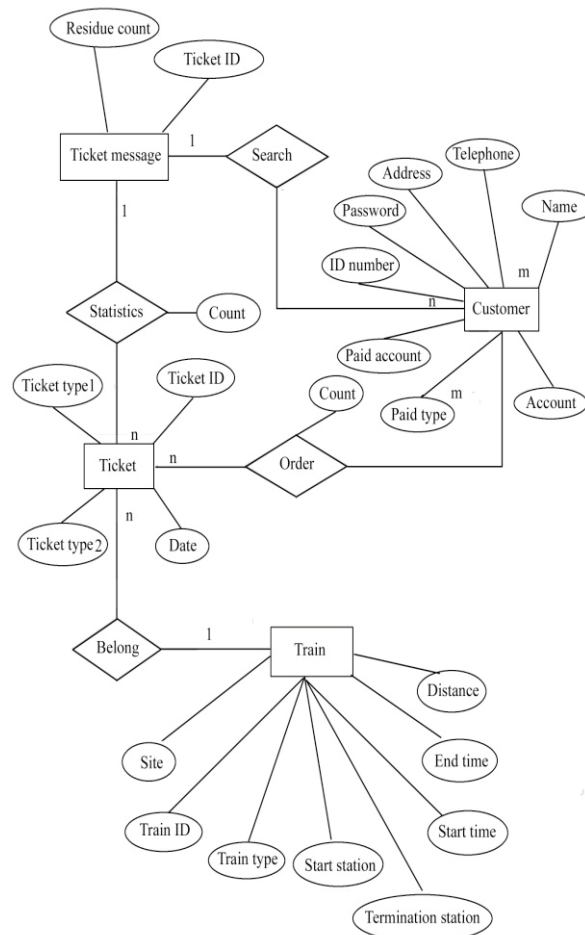 Residue count
Ticket ID
Ticket message
1
Search
Telephone
Address
Name
Password
ID number
m
n
Customer
1
Statistics
Count
Paid account
Ticket type1
Ticket ID
Count
m
Paid type
Account
n
n
Ticket
Order
n
Ticket type2
Date
Belong
1
Train
Distance
Site
End time
Train ID
Start time
Train type
Start station
Termination station